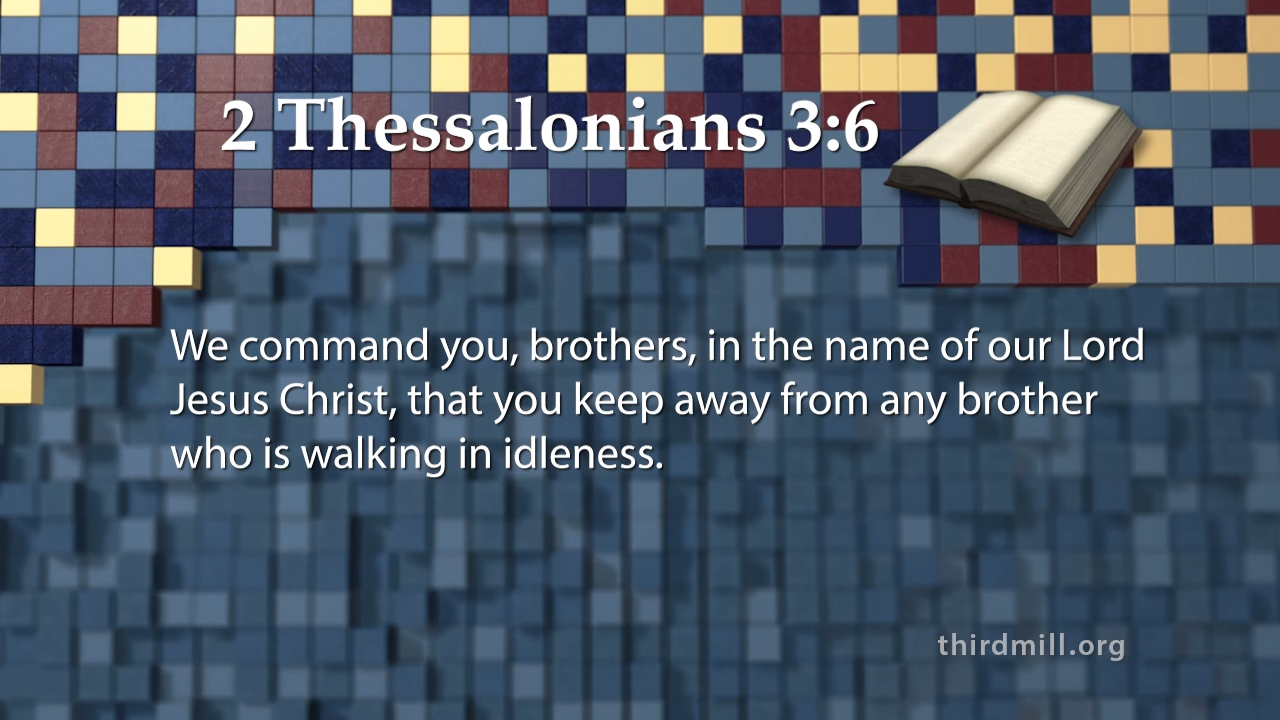 2 Thessalonians 3:6
We command you, brothers, in the name of our Lord
Jesus Christ, that you keep away from any brother
who is walking in idleness.
thirdmill.org